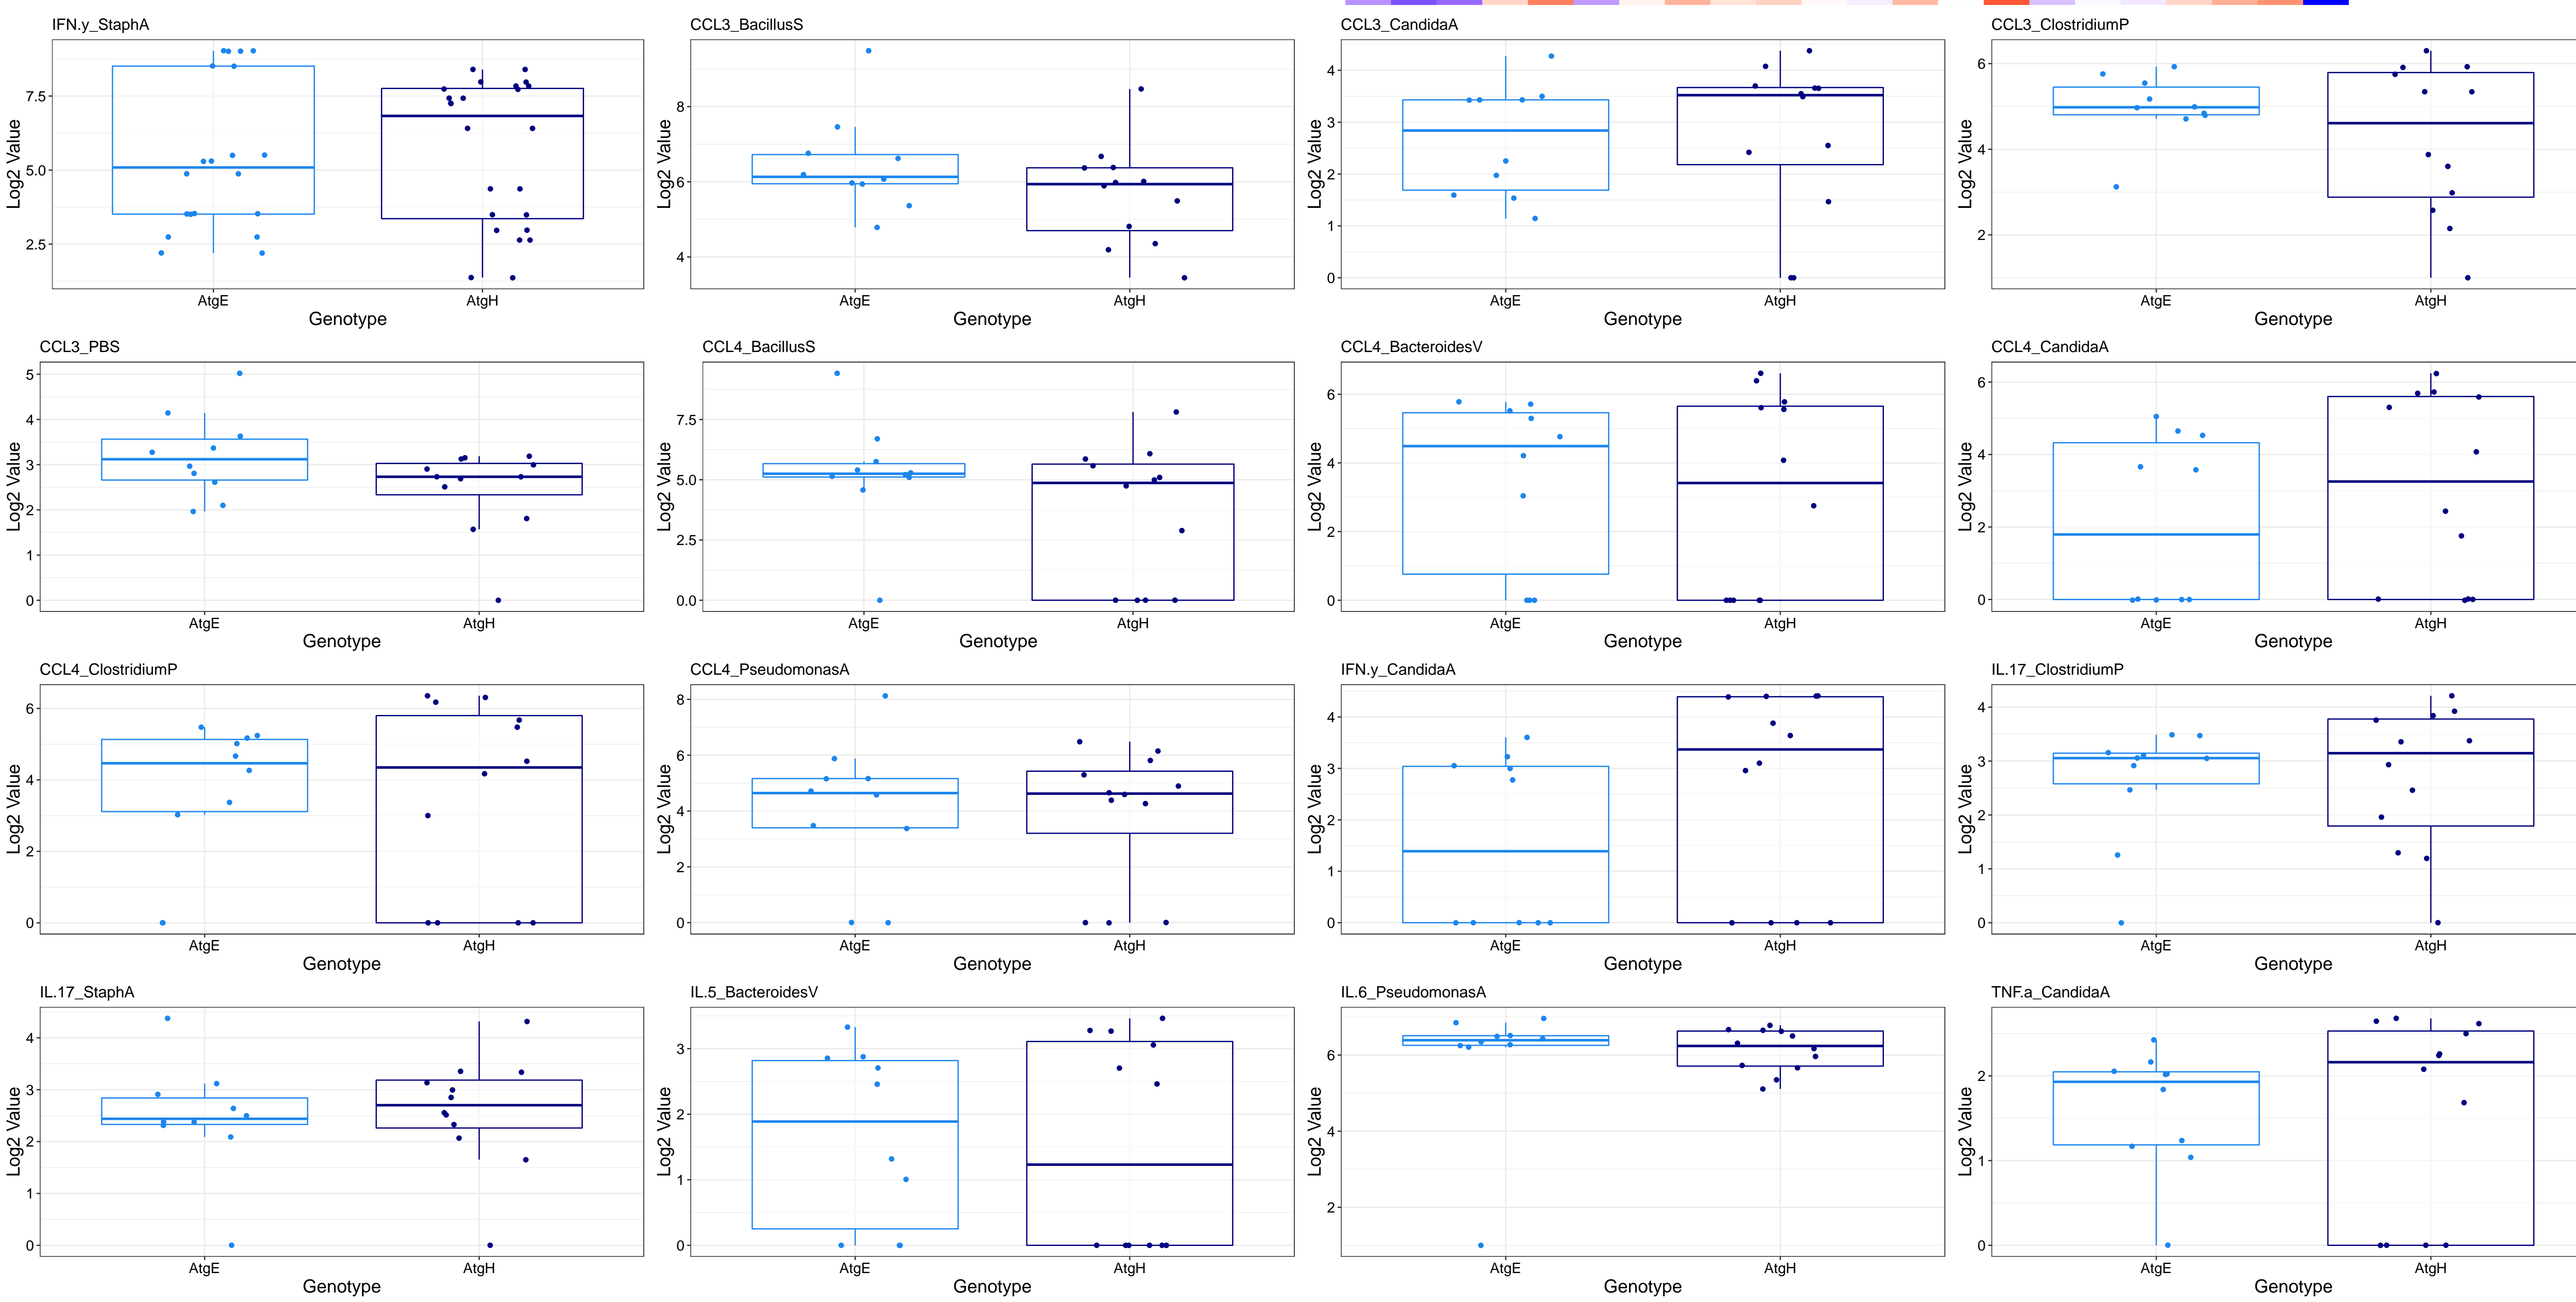 IFN.y_StaphA
Log2 Value
7.5
5.0
2.5
AtgE
AtgH
Genotype
CCL3_BacillusS
Log2 Value
8
6
4
AtgE
AtgH
Genotype
CCL3_CandidaA
Log2 Value
4
3
2
1
0
AtgE
AtgH
Genotype
CCL3_ClostridiumP
Log2 Value
6
4
2
AtgE
AtgH
Genotype
CCL3_PBS
Log2 Value
5
4
3
2
1
0
AtgE
AtgH
Genotype
CCL4_BacillusS
Log2 Value
7.5
5.0
2.5
0.0
AtgE
AtgH
Genotype
CCL4_BacteroidesV
Log2 Value
6
4
2
0
AtgE
AtgH
Genotype
CCL4_CandidaA
Log2 Value
6
4
2
0
AtgE
AtgH
Genotype
CCL4_ClostridiumP
Log2 Value
6
4
2
0
AtgE
AtgH
Genotype
CCL4_PseudomonasA
Log2 Value
8
6
4
2
0
AtgE
AtgH
Genotype
IFN.y_CandidaA
Log2 Value
4
3
2
1
0
AtgE
AtgH
Genotype
IL.17_ClostridiumP
Log2 Value
4
3
2
1
0
AtgE
AtgH
Genotype
IL.17_StaphA
Log2 Value
4
3
2
1
0
AtgE
AtgH
Genotype
IL.5_BacteroidesV
Log2 Value
3
2
1
0
AtgE
AtgH
Genotype
IL.6_PseudomonasA
Log2 Value
6
4
2
AtgE
AtgH
Genotype
TNF.a_CandidaA
Log2 Value
2
1
0
AtgE
AtgH
Genotype